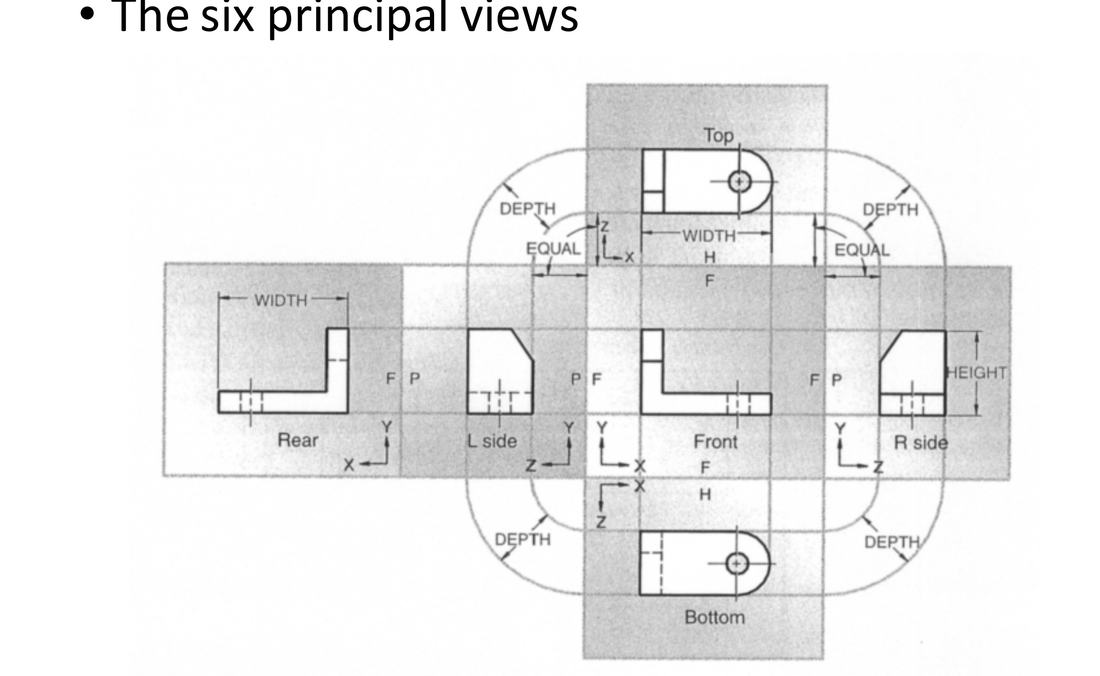 • The six principal views
Top
DEPTH
DEPTH
Z
WIDTH
EQUAL
EQUAL
X
H
F
WIDTH
F P
P F
F P
HEIGHT
Rear
Y
L side
Y
Y
Front
Y
R side
X
Z
X
F
Z
X
H
Z
DEPTH
DEPTH
Bottom